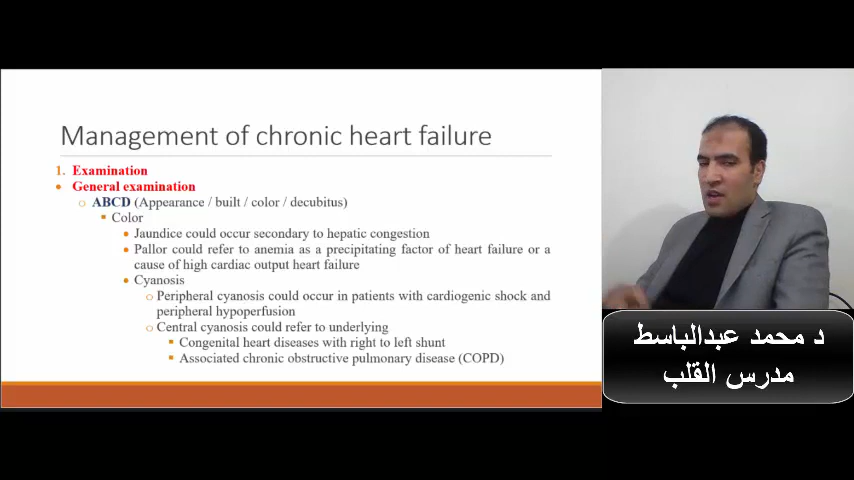 Management of chronic heart failure
1. Examination
• General examination
○ ABCD (Appearance / built / color / decubitus)
▪ Color
• Jaundice could occur secondary to hepatic congestion
• Pallor could refer to anemia as a precipitating factor of heart failure or a
cause of high cardiac output heart failure
• Cyanosis
○ Peripheral cyanosis could occur in patients with cardiogenic shock and
peripheral hypoperfusion
○ Central cyanosis could refer to underlying
▪ Congenital heart diseases with right to left shunt
▪ Associated chronic obstructive pulmonary disease (COPD)
د محمد عبدالباسط
مدرس القلب